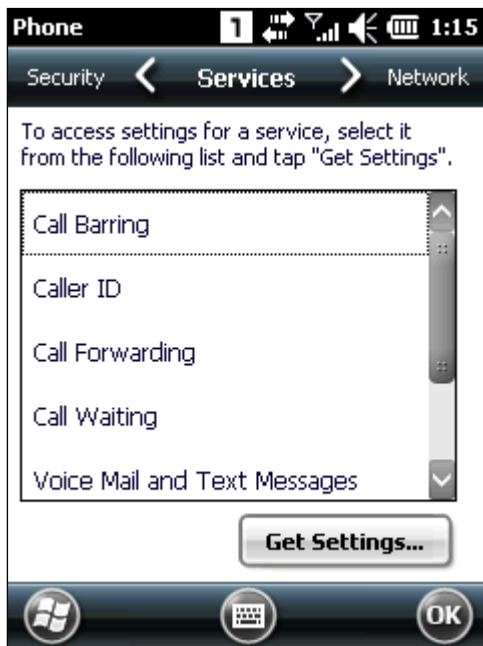 Phone 1 1:15
Security Services Network
To access settings for a service, select it
from the following list and tap "Get Settings".
Call Barring
Caller ID
Call Forwarding
Call Waiting
Voice Mail and Text Messages
Get Settings...
OK